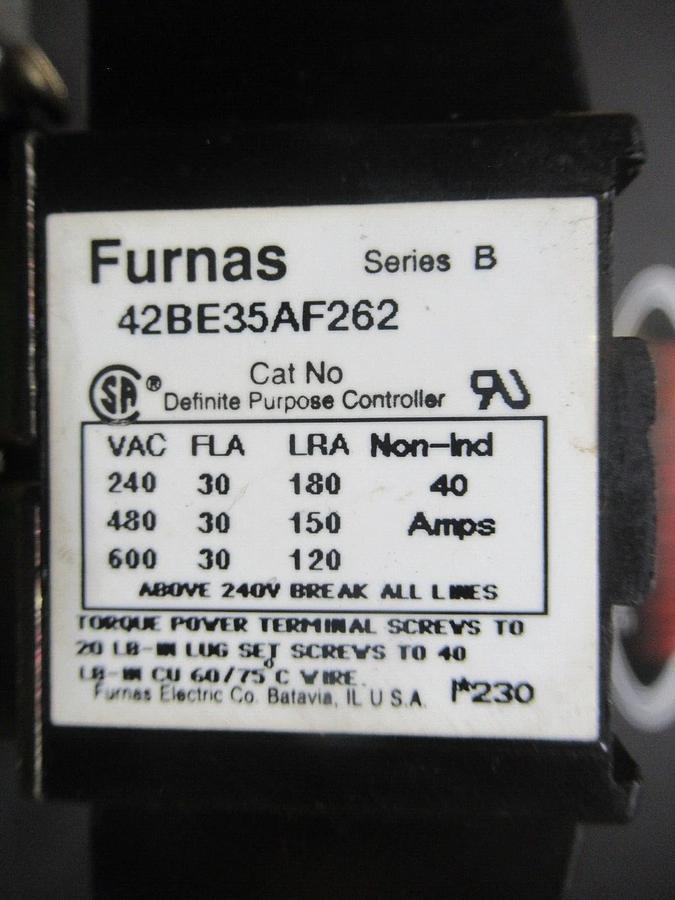 Furnas Series B
42BE35AF262
Cat No
SA ® Definite Purpose Controller RU
VAC FLA LRA Non-Ind
240 30 180 40
480 30 150 Amps
600 30 120
ABOVE 240V BREAK ALL LINES
TORQUE POWER TERMINAL SCREWS TO
20 LB-IN LUG SET SCREWS TO 40
LB-IN CU 60/75°C WIRE.
Furnas Electric Co. Batavia, IL U S A. *230